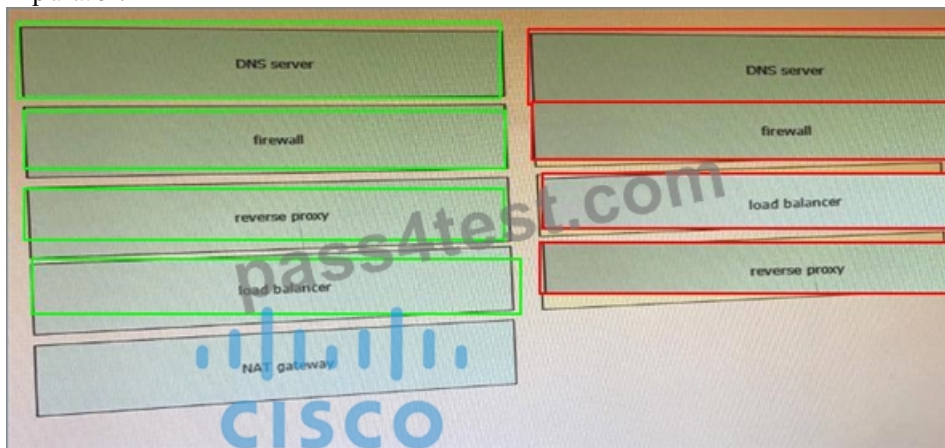 DNS server
firewall
reverse proxy
load balancer
NAT gateway
DNS server
firewall
load balancer
reverse proxy
pass4test.com
CISCO